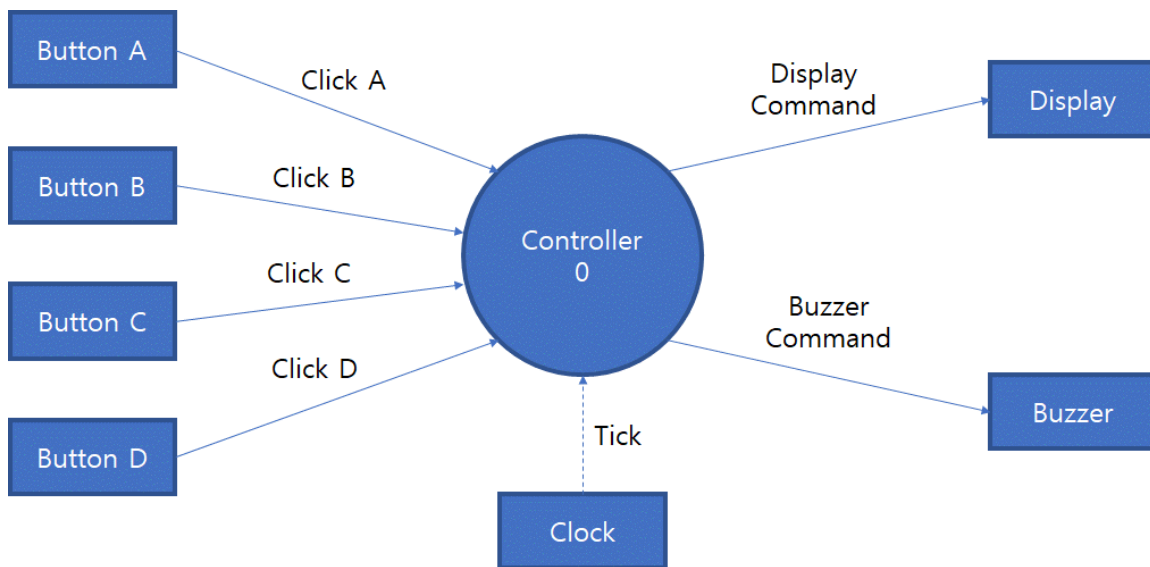 Button A
Click A
Display
Command
Display
Button B
Click B
Controller
0
Click C
Button C
Buzzer
Command
Click D
Button D
Buzzer
Tick
Clock